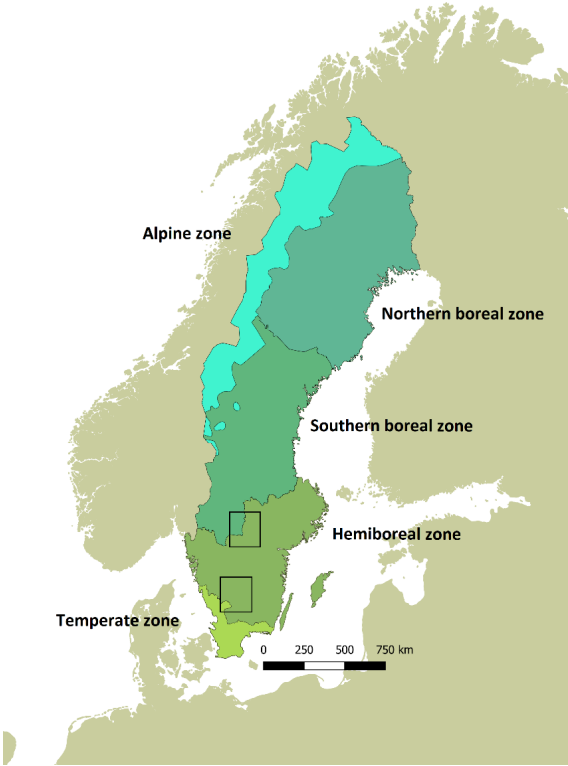 Alpine zone
Northern boreal zone
Southern boreal zone
Hemiboreal zone
Temperate zone
0 250 500 750 km